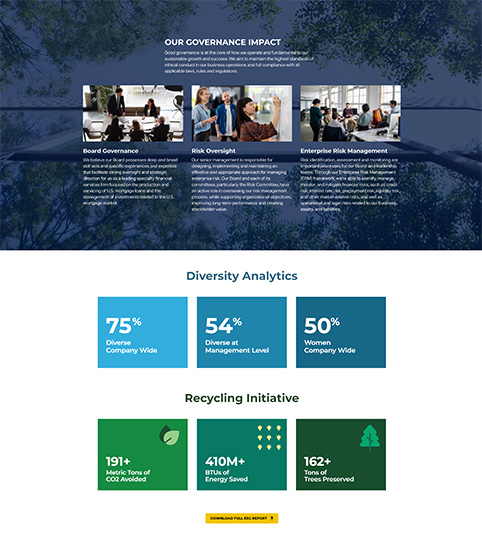 OUR GOVERNANCE IMPACT
Good governance is at the core of how we operate and fundamental to our
sustainable growth and success. We aim to maintain the highest standards of
ethical conduct in our business operations and full compliance with all
applicable laws, rules and regulations.
Board Governance
We believe our Board possesses deep and broad
skill sets and specific experiences and expertise
that facilitate strong oversight and strategic
direction for us as a leading specialty financial
services firm focused on the production and
servicing of U.S. mortgage loans and the
management of investments related to the U.S.
mortgage market.
Risk Oversight
Our senior management is responsible for
designing, implementing and maintaining an
effective and appropriate approach for managing
enterprise risk. Our Board and each of its
committees, particularly the Risk Committee, have
an active role in overseeing our risk management
process, while supporting organizational objectives,
improving long-term performance and creating
stockholder value.
Enterprise Risk Management
Risk identification, assessment and monitoring are
important processes for our Board and leadership
teams. Through our Enterprise Risk Management
(ERM) framework, we're able to identify, manage,
monitor, and mitigate financial risks, such as credit
risk, interest rate risk, prepayment risk, liquidity risk,
and other market-related risks, as well as
operational and legal risks related to our business,
assets, and liabilities.
Diversity Analytics
75%
Diverse
Company Wide
54%
Diverse at
Management Level
50%
Women
Company Wide
Recycling Initiative
191+
Metric Tons of
CO2 Avoided
410M+
BTUs of
Energy Saved
162+
Tons of
Trees Preserved
DOWNLOAD FULL ESG REPORT